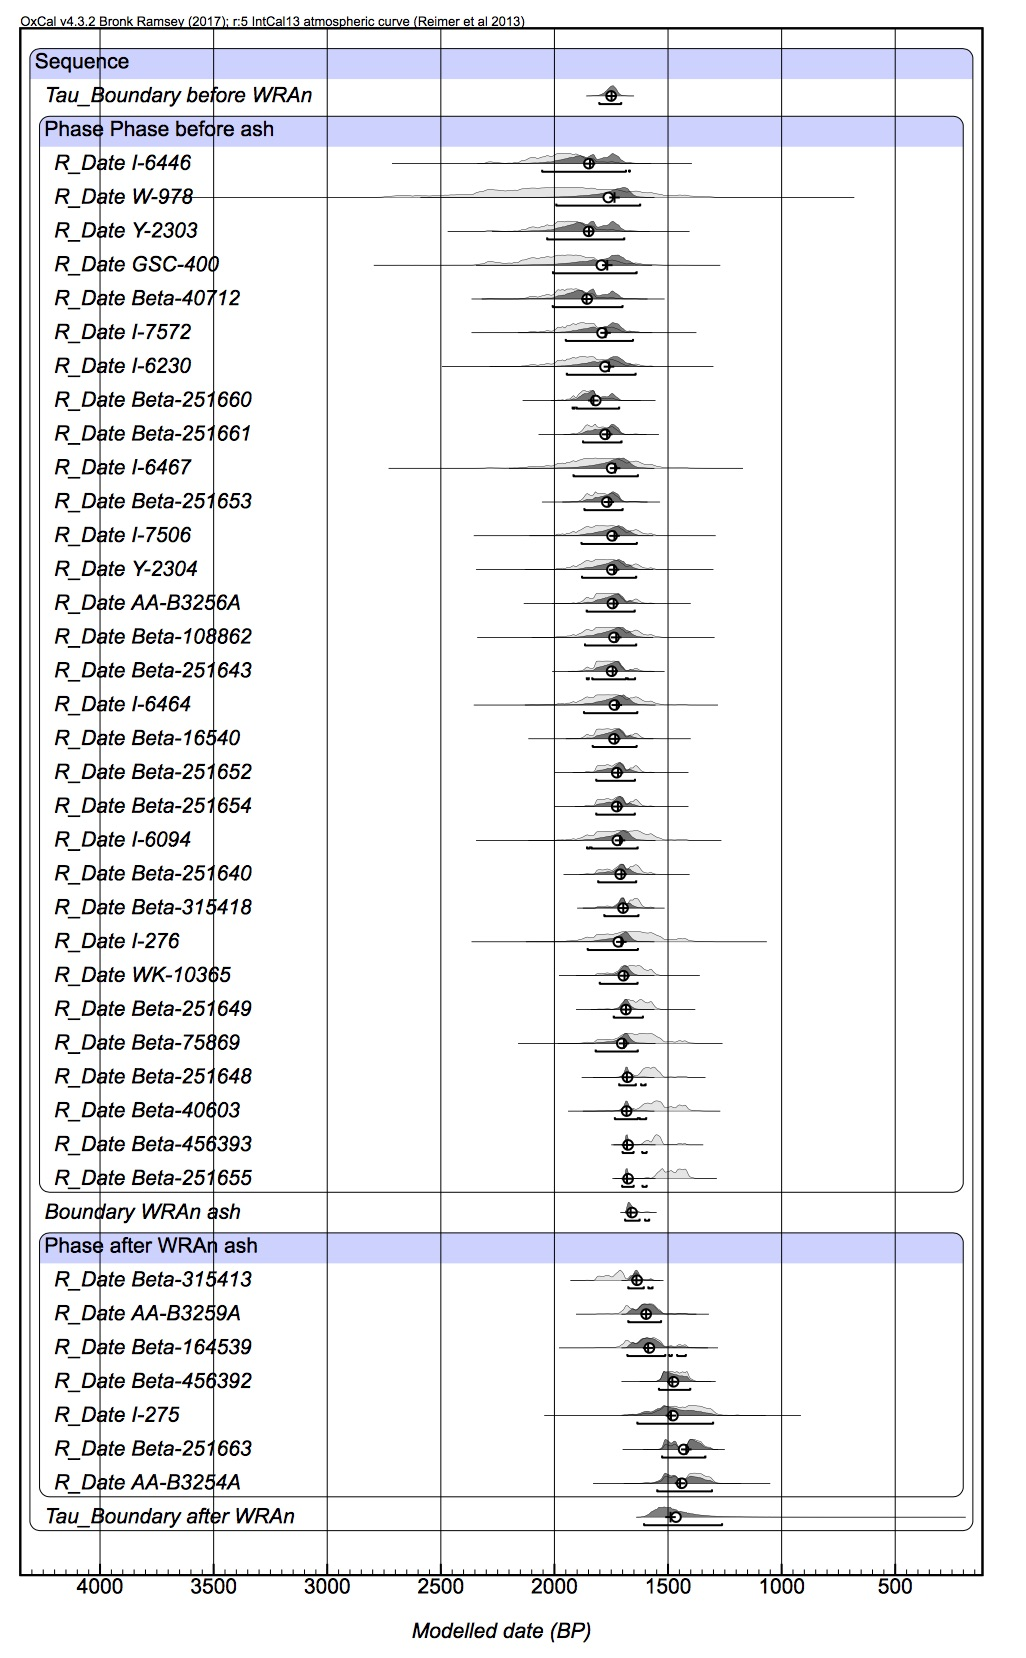 OxCal v4.3.2 Bronk Ramsey (2017); r:5 IntCal13 atmospheric curve (Reimer et al 2013)
Sequence
Tau_Boundary before WRAn
Phase Phase before ash
R_Date I-6446
R_Date W-978
R_Date Y-2303
R_Date GSC-400
R_Date Beta-40712
R_Date I-7572
R_Date I-6230
R_Date Beta-251660
R_Date Beta-251661
R_Date I-6467
R_Date Beta-251653
R_Date I-7506
R_Date Y-2304
R_Date AA-B3256A
R_Date Beta-108862
R_Date Beta-251643
R_Date I-6464
R_Date Beta-16540
R_Date Beta-251652
R_Date Beta-251654
R_Date I-6094
R_Date Beta-251640
R_Date Beta-315418
R_Date I-276
R_Date WK-10365
R_Date Beta-251649
R_Date Beta-75869
R_Date Beta-251648
R_Date Beta-40603
R_Date Beta-456393
R_Date Beta-251655
Boundary WRAn ash
Phase after WRAn ash
R_Date Beta-315413
R_Date AA-B3259A
R_Date Beta-164539
R_Date Beta-456392
R_Date I-275
R_Date Beta-251663
R_Date AA-B3254A
Tau_Boundary after WRAn
4000 3500 3000 2500 2000 1500 1000 500
Modelled date (BP)